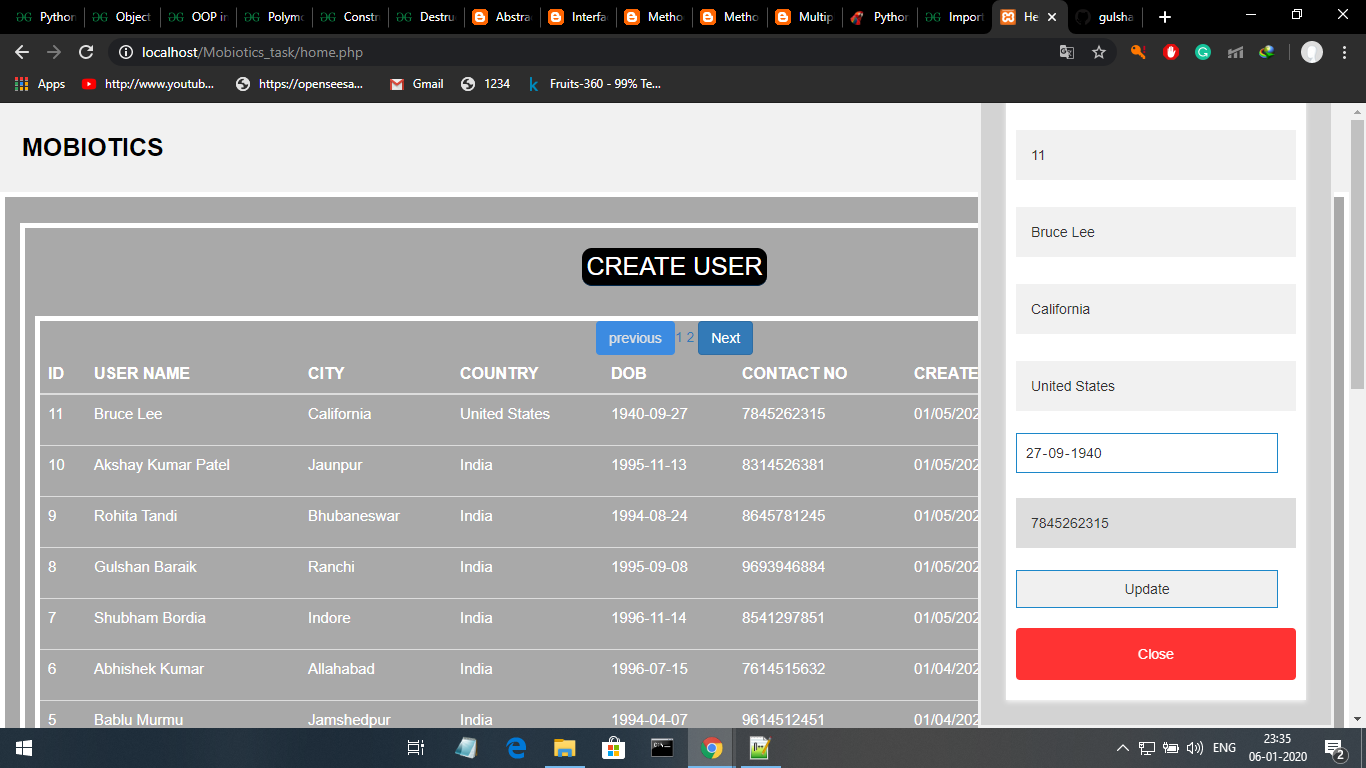 Python
Object
OOP in
Polymo
Constr
Destru
Abstra
Interfa
Metho
Metho
Multip
Python
Import
He
gulsha
localhost/Mobiotics_task/home.php
Apps
http://www.youtub...
https://openseesa...
Gmail
1234
Fruits-360 - 99% Te...
MOBIOTICS
CREATE USER
previous 1 2 Next
ID USER NAME CITY COUNTRY DOB CONTACT NO CREATE
11 Bruce Lee California United States 1940-09-27 7845262315 01/05/202
10 Akshay Kumar Patel Jaunpur India 1995-11-13 8314526381 01/05/202
9 Rohita Tandi Bhubaneswar India 1994-08-24 8645781245 01/05/202
8 Gulshan Baraik Ranchi India 1995-09-08 9693946884 01/05/202
7 Shubham Bordia Indore India 1996-11-14 8541297851 01/05/202
6 Abhishek Kumar Allahabad India 1996-07-15 7614515632 01/04/202
5 Bablu Murmu Jamshedpur India 1994-04-07 9614512451 01/04/202
11
Bruce Lee
California
United States
27-09-1940
7845262315
Update
Close
ENG
23:35
06-01-2020
2